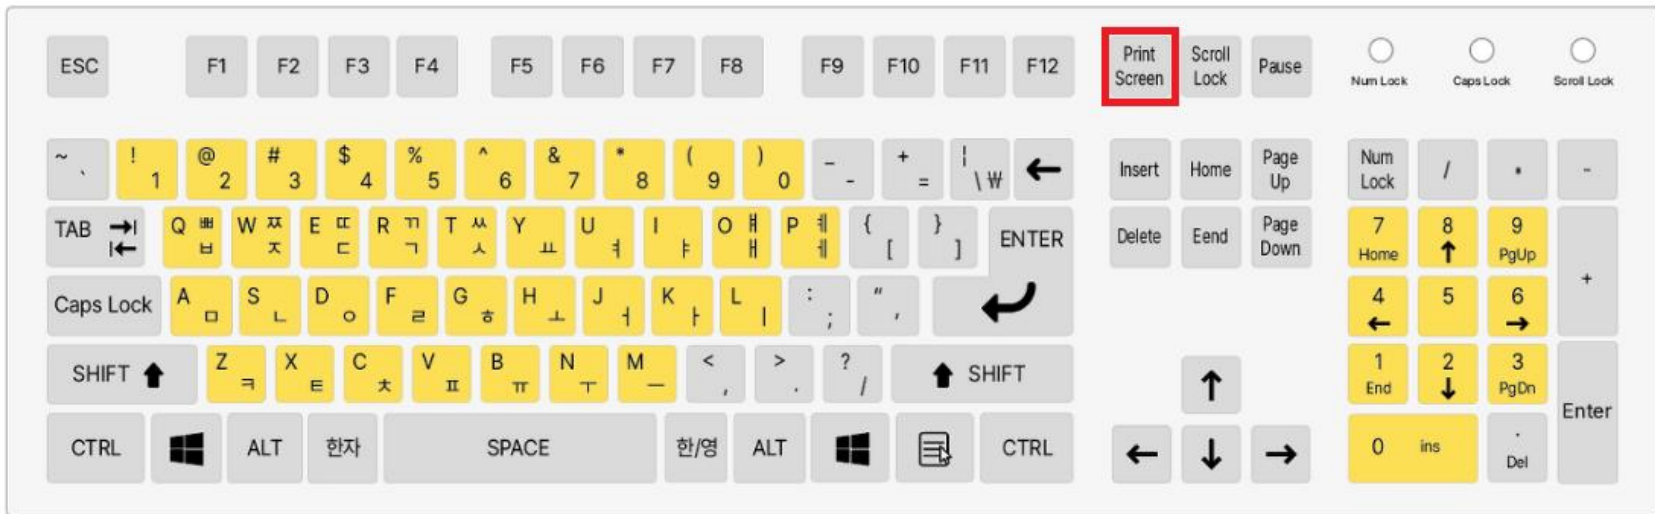 ESC F1 F2 F3 F4 F5 F6 F7 F8 F9 F10 F11 F12 Print Screen Scroll Lock Pause Num Lock Caps Lock Scroll Lock
~ ` ! 1 @ 2 # 3 $ 4 % 5 ^ 6 & 7 * 8 ( 9 ) 0 _ - + = ¦ \ ₩ ← Insert Home Page Up Num Lock / * -
TAB Q ㅃ ㅂ W ㅉ ㅈ E ㄸ ㄷ R ㄲ ㄱ T ㅆ ㅅ Y ㅛ U ㅕ I ㅑ O ㅒ ㅐ P ㅖ ㅔ { [ } ] ENTER Delete Eend Page Down 7 Home 8 ↑ 9 PgUp +
Caps Lock A ㅁ S ㄴ D ㅇ F ㄹ G ㅎ H ㅗ J ㅓ K ㅏ L ㅣ : ; " ' 4 ← 5 6 →
SHIFT Z ㅋ X ㅌ C ㅊ V ㅍ B ㅠ N ㅜ M ㅡ < , > . ? / SHIFT ↑ 1 End 2 ↓ 3 PgDn Enter
CTRL ALT 한자 SPACE 한/영 ALT CTRL ← ↓ → 0 ins . Del